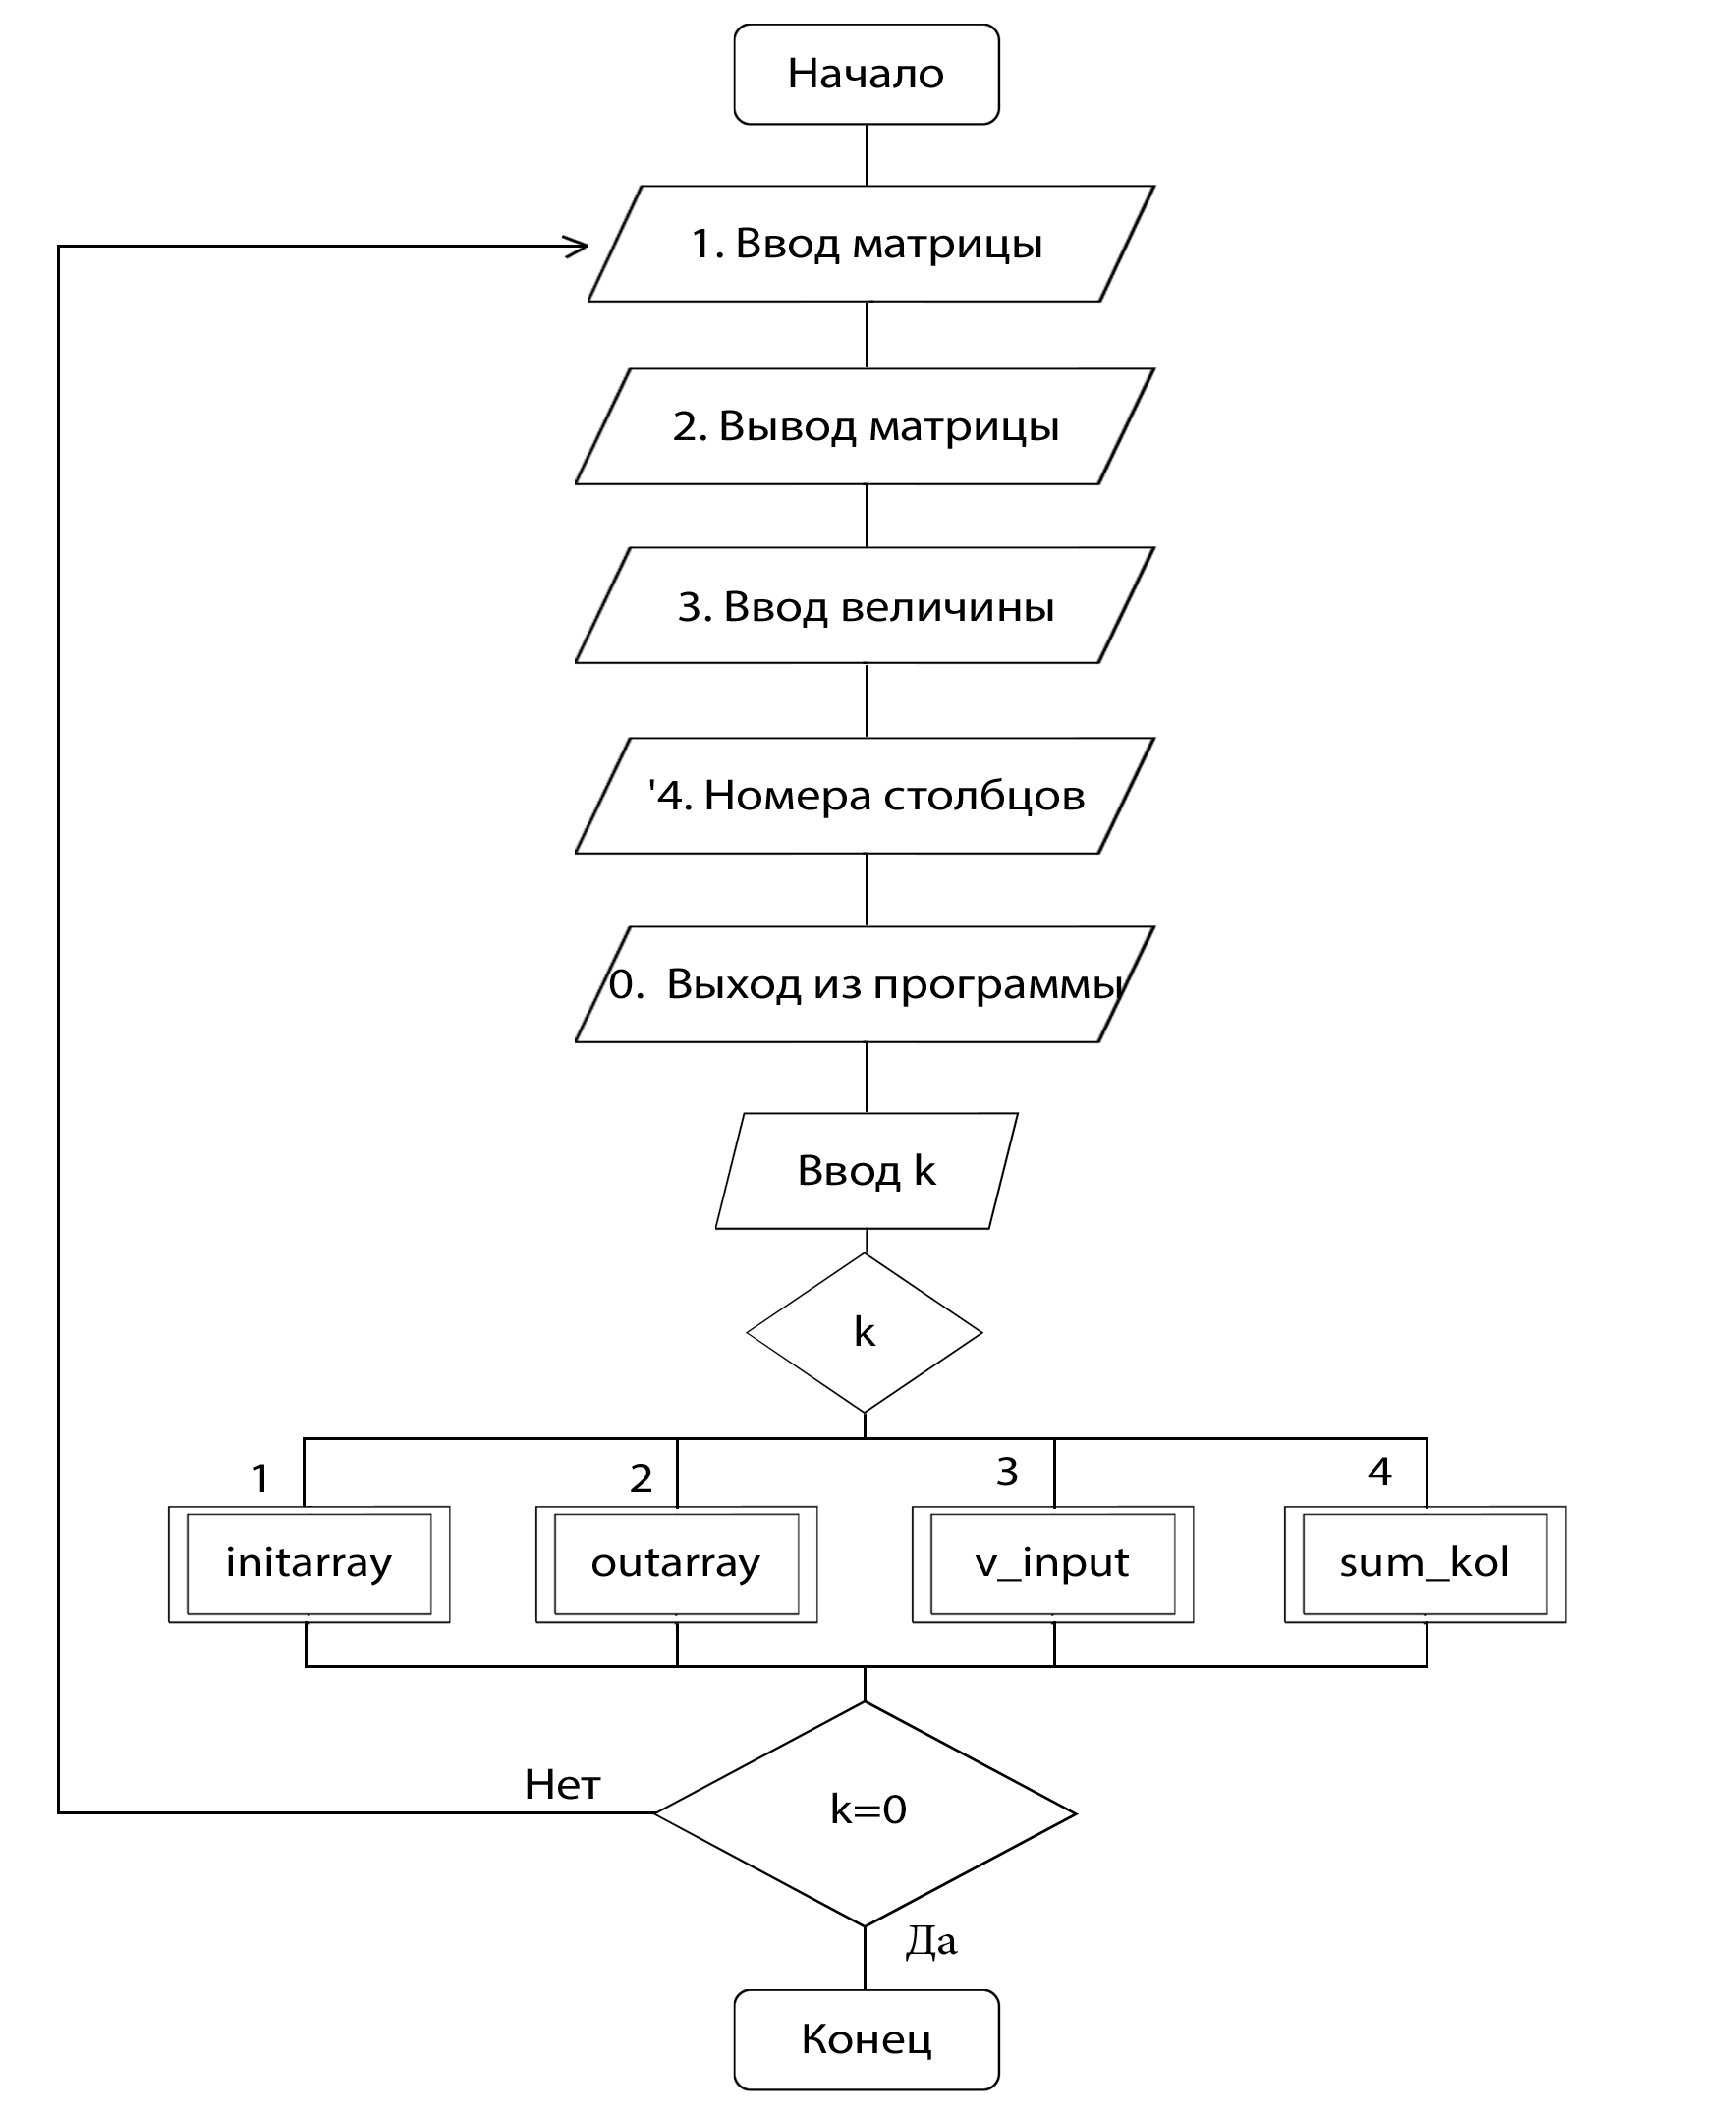 Начало
1. Ввод матрицы
2. Вывод матрицы
3. Ввод величины
'4. Номера столбцов
0. Выход из программы
Ввод k
k
1
2
3
4
initarray
outarray
v_input
sum_kol
Нет
k=0
Да
Конец